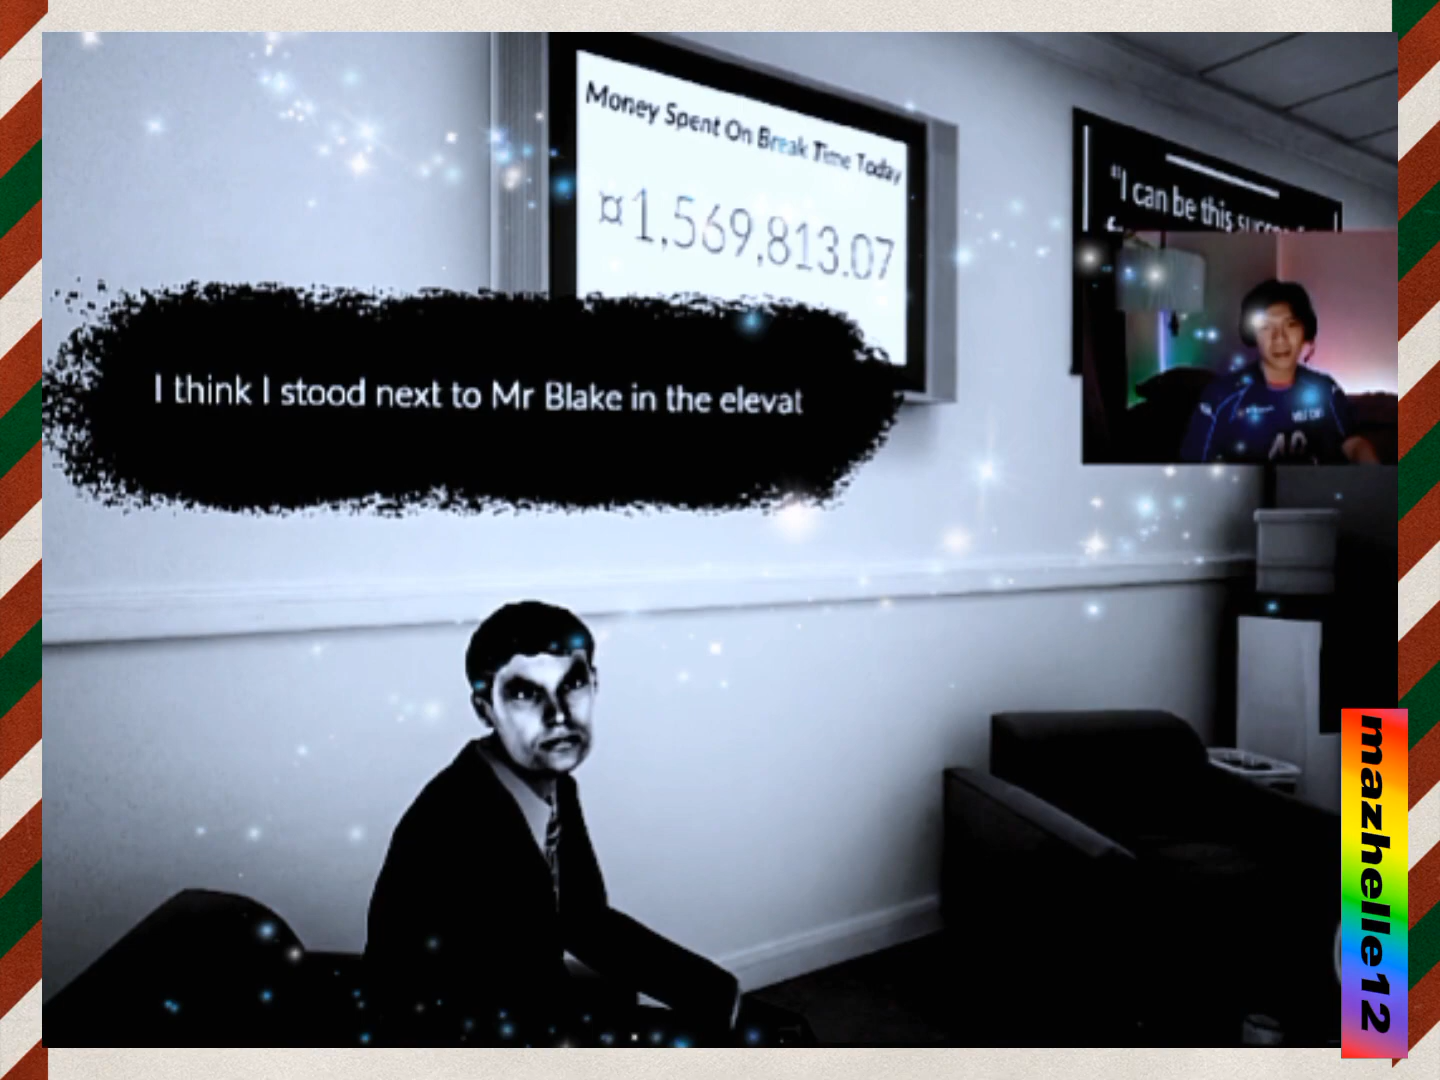 Money Spent On Break Time Today
¤1,569,813.07
"I can be this
I think I stood next to Mr Blake in the elevat
mazhelle12